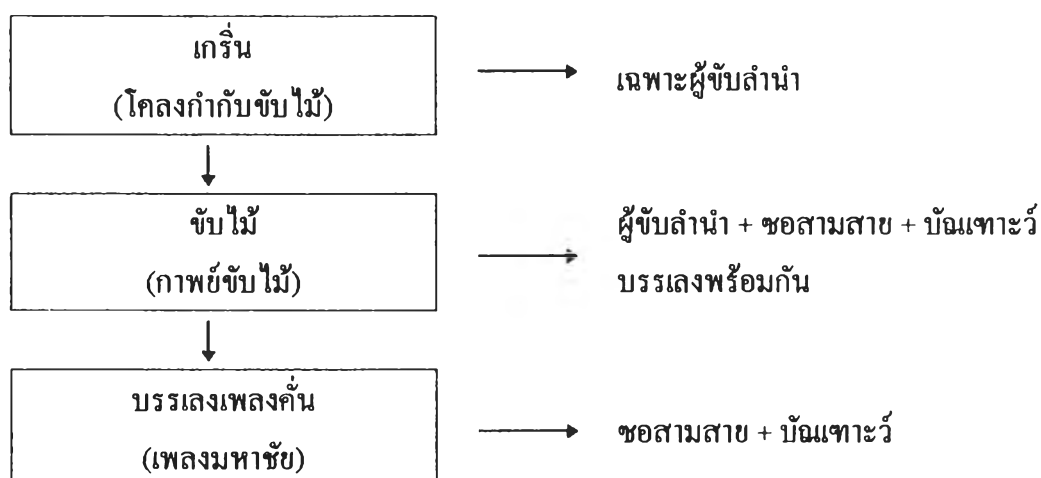 เกริ่น
(โคลงกำกับขับไม้)
เฉพาะผู้ขับลำนำ
ขับไม้
(กาพย์ขับไม้)
ผู้ขับลำนำ + ซอสามสาย + บัณเฑาะว์
บรรเลงพร้อมกัน
บรรเลงเพลงคั่น
(เพลงมหาชัย)
ซอสามสาย + บัณเฑาะว์